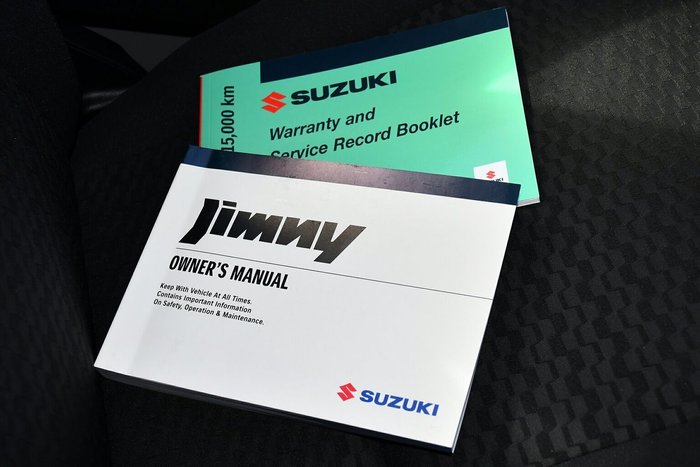 SUZUKI
Warranty and
Service Record Booklet
15,000 km
Jimny
OWNER'S MANUAL
Keep With Vehicle At All Times.
Contains Important Information
On Safety, Operation & Maintenance.
SUZUKI